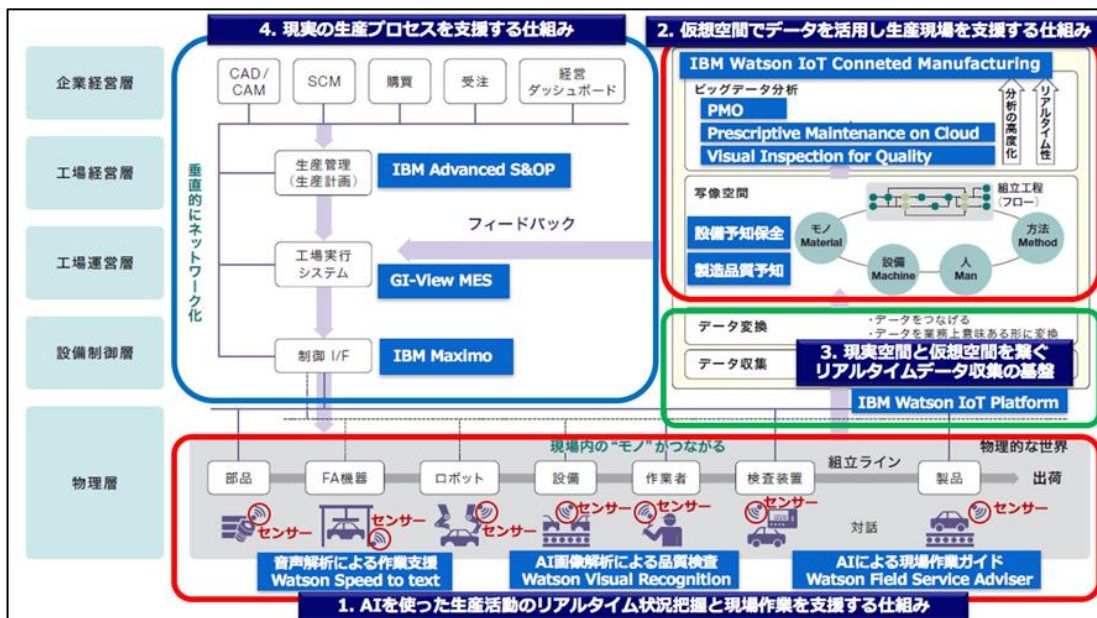 4. 現実の生産プロセスを支援する仕組み
2. 仮想空間でデータを活用し生産現場を支援する仕組み
企業経営層
CAD/
CAM
SCM
購買
受注
経営
ダッシュボード
IBM Watson IoT Conneted Manufacturing
ビッグデータ分析
PMO
Prescriptive Maintenance on Cloud
Visual Inspection for Quality
分析の高度化
リアルタイム性
工場経営層
垂直的にネットワーク化
生産管理
(生産計画)
IBM Advanced S&OP
写像空間
組立工程
(フロー)
フィードバック
設備予知保全
製造品質予知
モノ
Material
設備
Machine
人
Man
方法
Method
工場運営層
工場実行
システム
GI-View MES
設備制御層
制御 I/F
IBM Maximo
データ変換
・データをつなげる
・データを業務上意味ある形に変換
データ収集
3. 現実空間と仮想空間を繋ぐ
リアルタイムデータ収集の基盤
IBM Watson IoT Platform
物理層
現場内の“モノ”がつながる
物理的な世界
部品
FA機器
ロボット
設備
作業者
検査装置
組立ライン
製品
出荷
センサー
センサー
センサー
センサー
センサー
センサー
センサー
対話
音声解析による作業支援
Watson Speed to text
AI画像解析による品質検査
Watson Visual Recognition
AIによる現場作業ガイド
Watson Field Service Adviser
1. AIを使った生産活動のリアルタイム状況把握と現場作業を支援する仕組み